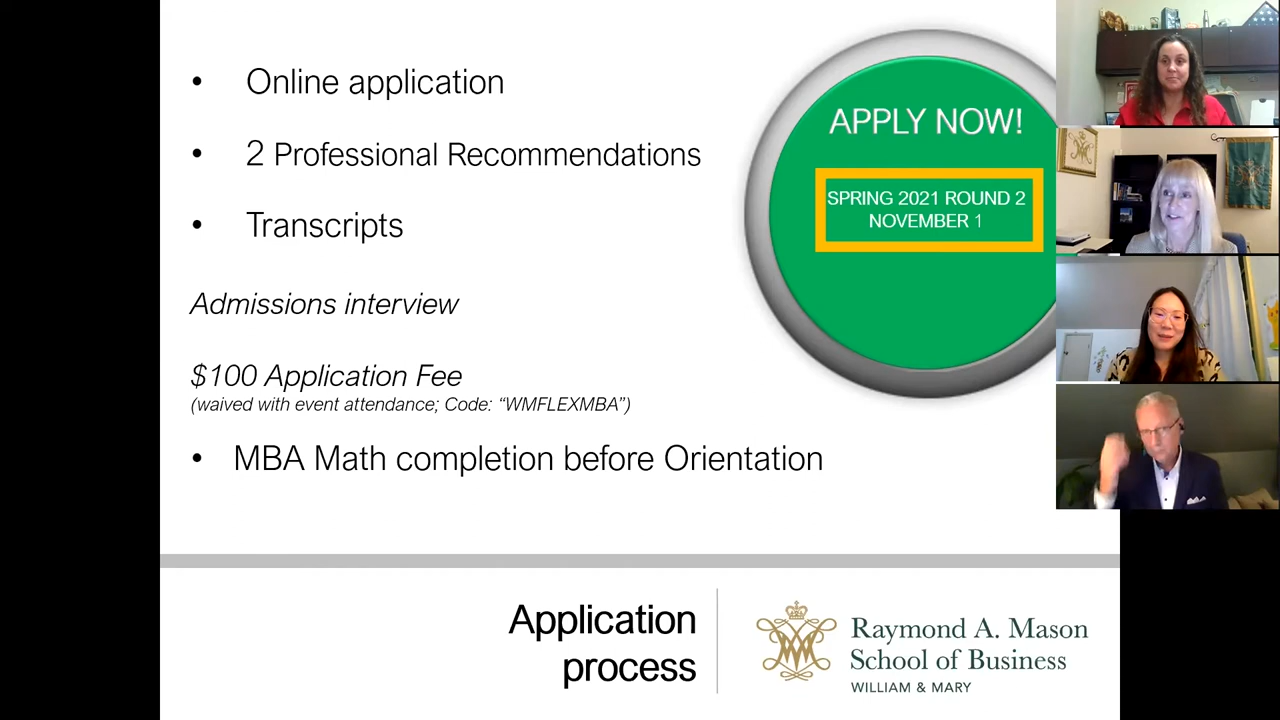 • Online application
• 2 Professional Recommendations
• Transcripts
Admissions interview
$100 Application Fee
(waived with event attendance; Code: “WMFLEXMBA”)
• MBA Math completion before Orientation
APPLY NOW!
SPRING 2021 ROUND 2
NOVEMBER 1
Application
process
Raymond A. Mason
School of Business
WILLIAM & MARY